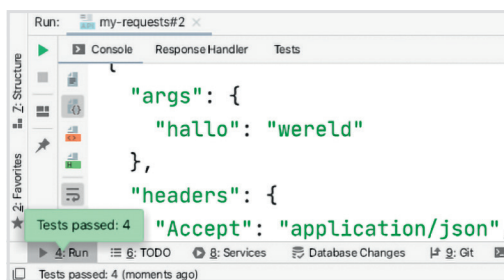 Run: my-requests#2
Console Response Handler Tests
{
"args": {
"hallo": "wereld"
},
"headers": {
"Accept": "application/json"
Z: Structure
2: Favorites
Tests passed: 4
4: Run 6: TODO 8: Services Database Changes 9: Git
Tests passed: 4 (moments ago)